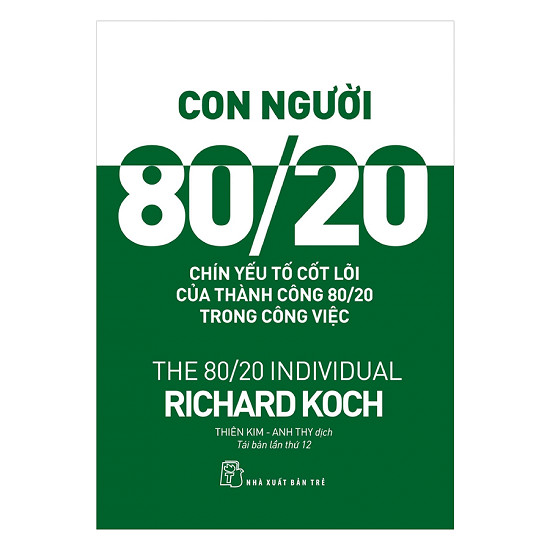 CON NGƯỜI
80/20
CHÍN YẾU TỐ CỐT LÕI
CỦA THÀNH CÔNG 80/20
TRONG CÔNG VIỆC
THE 80/20 INDIVIDUAL
RICHARD KOCH
THIÊN KIM - ANH THY dịch
Tái bản lần thứ 12
NHÀ XUẤT BẢN TRẺ